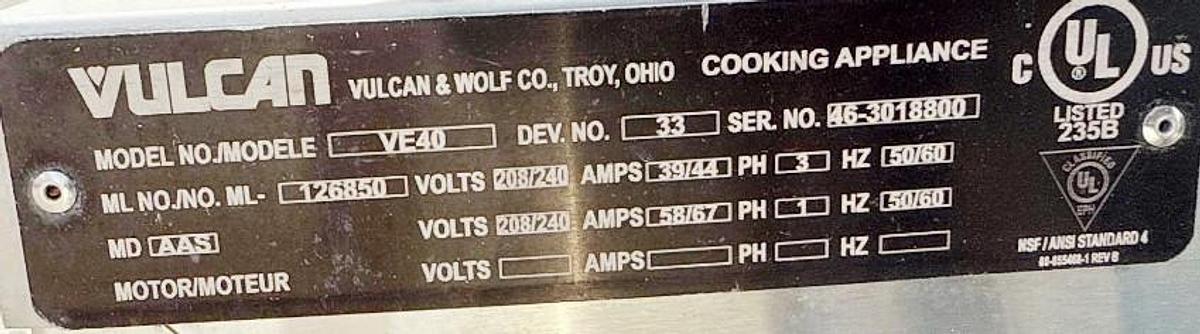 VULCAN VULCAN & WOLF CO., TROY, OHIO COOKING APPLIANCE
C UL ® US
LISTED
235B
MODEL NO./MODELE VE40 DEV. NO. 33 SER. NO. 46-3018800
ML NO./NO. ML- 126850 VOLTS 208/240 AMPS 39/44 PH 3 HZ 50/60
MD AAS VOLTS 208/240 AMPS 58/67 PH 1 HZ 50/60
MOTOR/MOTEUR VOLTS AMPS PH HZ
CLASSIFIED
UL
EPH
NSF / ANSI STANDARD 4